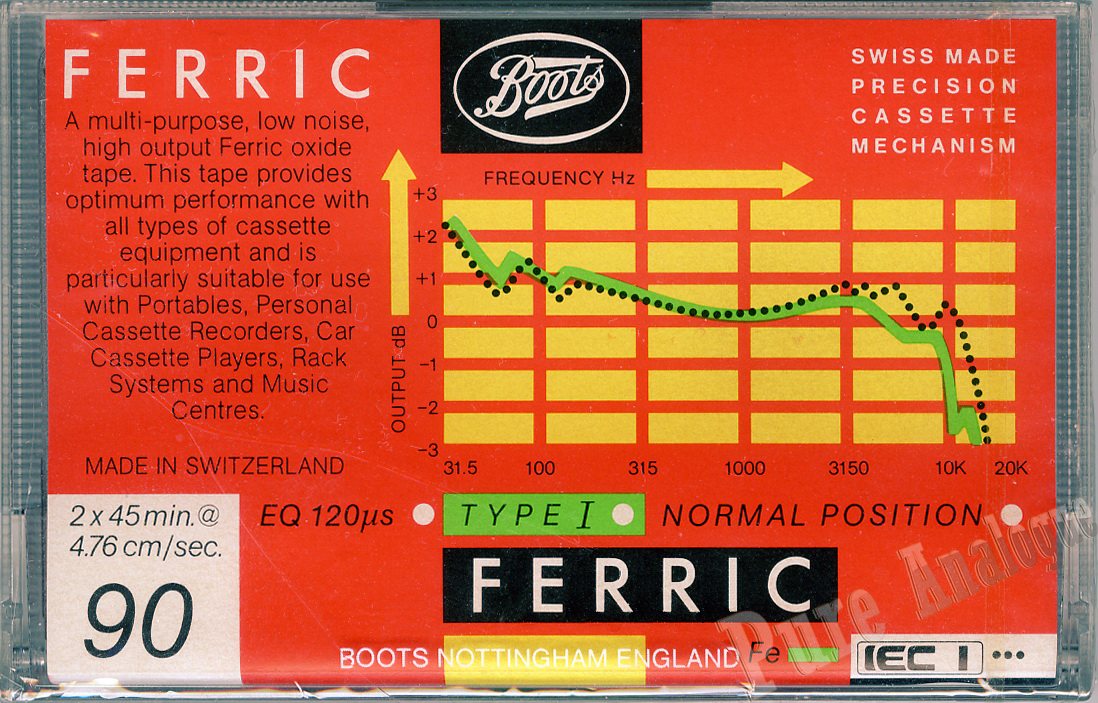 FERRIC
A multi-purpose, low noise,
high output Ferric oxide
tape. This tape provides
optimum performance with
all types of cassette
equipment and is
particularly suitable for use
with Portables, Personal
Cassette Recorders, Car
Cassette Players, Rack
Systems and Music
Centres.
MADE IN SWITZERLAND
Boots
SWISS MADE
PRECISION
CASSETTE
MECHANISM
FREQUENCY Hz
OUTPUT dB
+3
+2
+1
0
−1
−2
−3
31.5 100 315 1000 3150 10K 20K
2 x 45min.@
4.76 cm/sec.
90
EQ 120µs TYPE I NORMAL POSITION
FERRIC
BOOTS NOTTINGHAM ENGLAND Fe IEC I
Pure Analogue